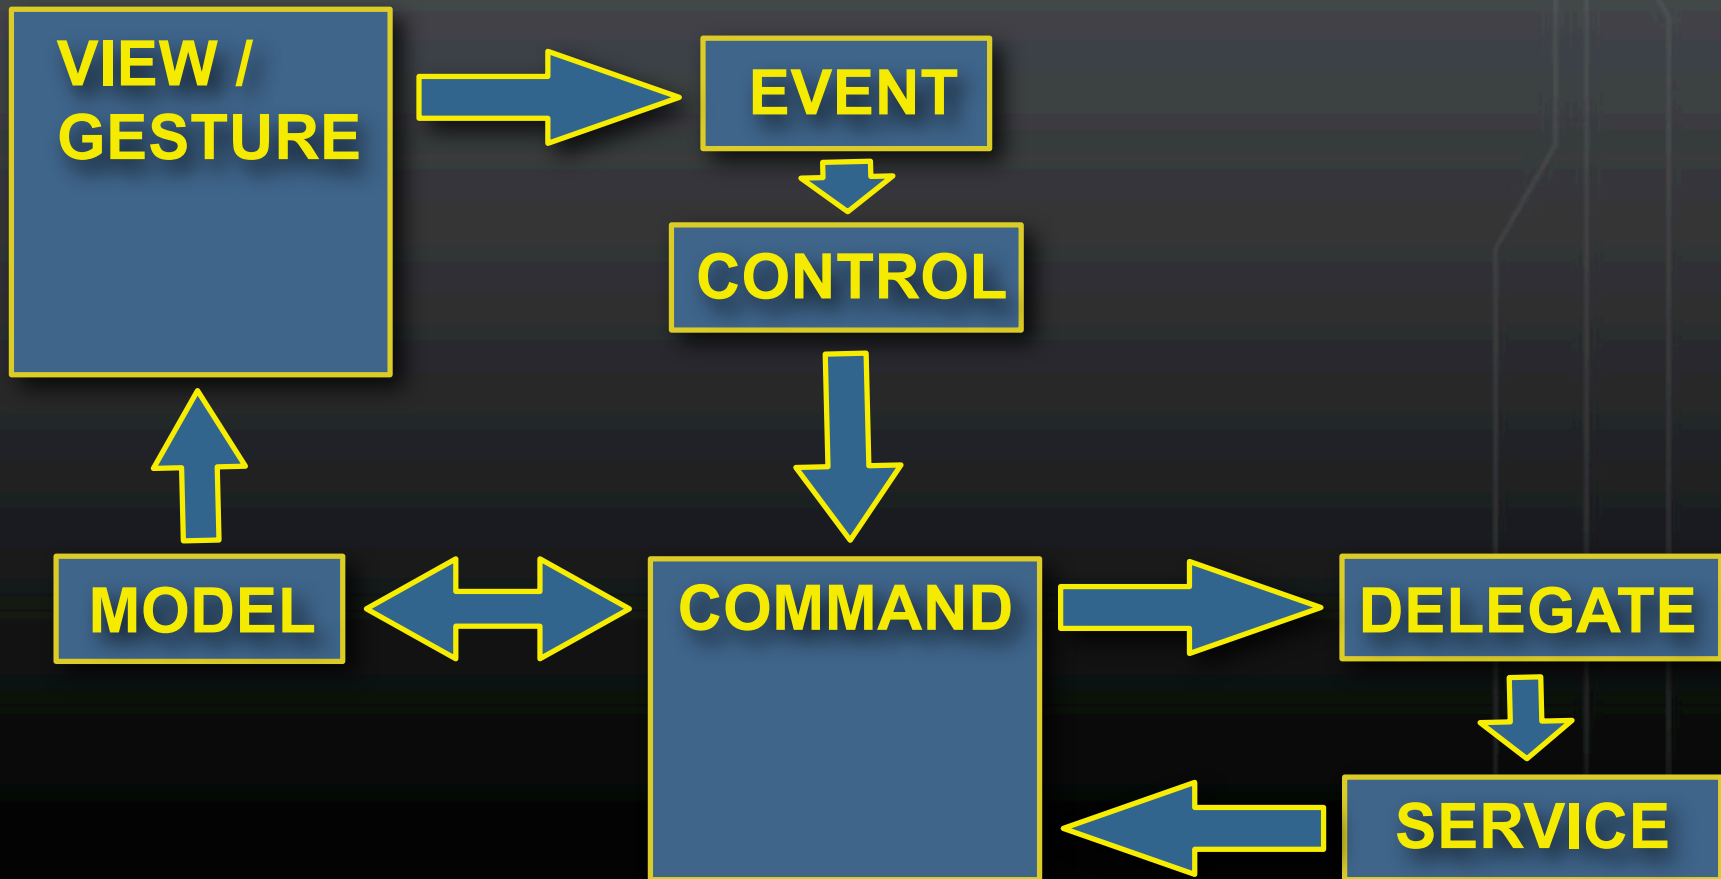 VIEW /
GESTURE
EVENT
CONTROL
MODEL
COMMAND
DELEGATE
SERVICE